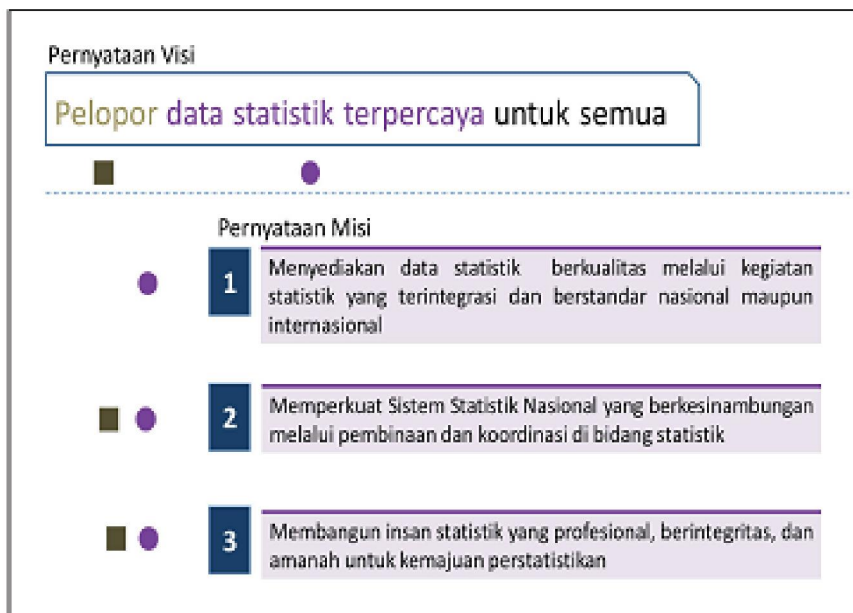 Pernyataan Visi
Pelopor data statistik terpercaya untuk semua
Pernyataan Misi
1
Menyediakan data statistik berkualitas melalui kegiatan
statistik yang terintegrasi dan berstandar nasional maupun
internasional
2
Memperkuat Sistem Statistik Nasional yang berkesinambungan
melalui pembinaan dan koordinasi di bidang statistik
3
Membangun insan statistik yang profesional, berintegritas, dan
amanah untuk kemajuan perstatistikan